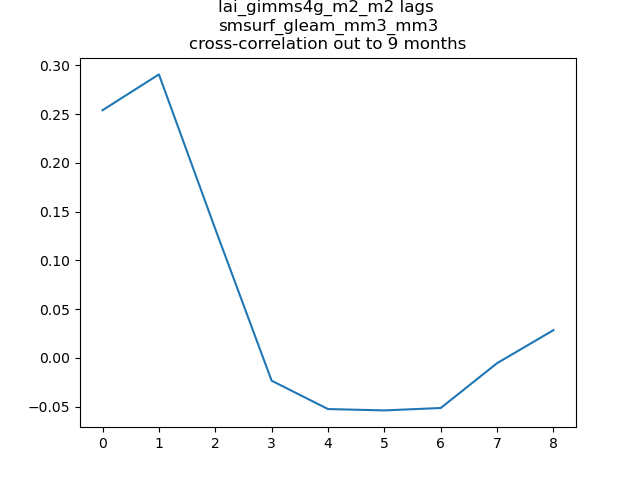 lai_gimms4g_m2_m2 lags
smsurf_gleam_mm3_mm3
cross-correlation out to 9 months
0.30
0.25
0.20
0.15
0.10
0.05
0.00
−0.05
0 1 2 3 4 5 6 7 8